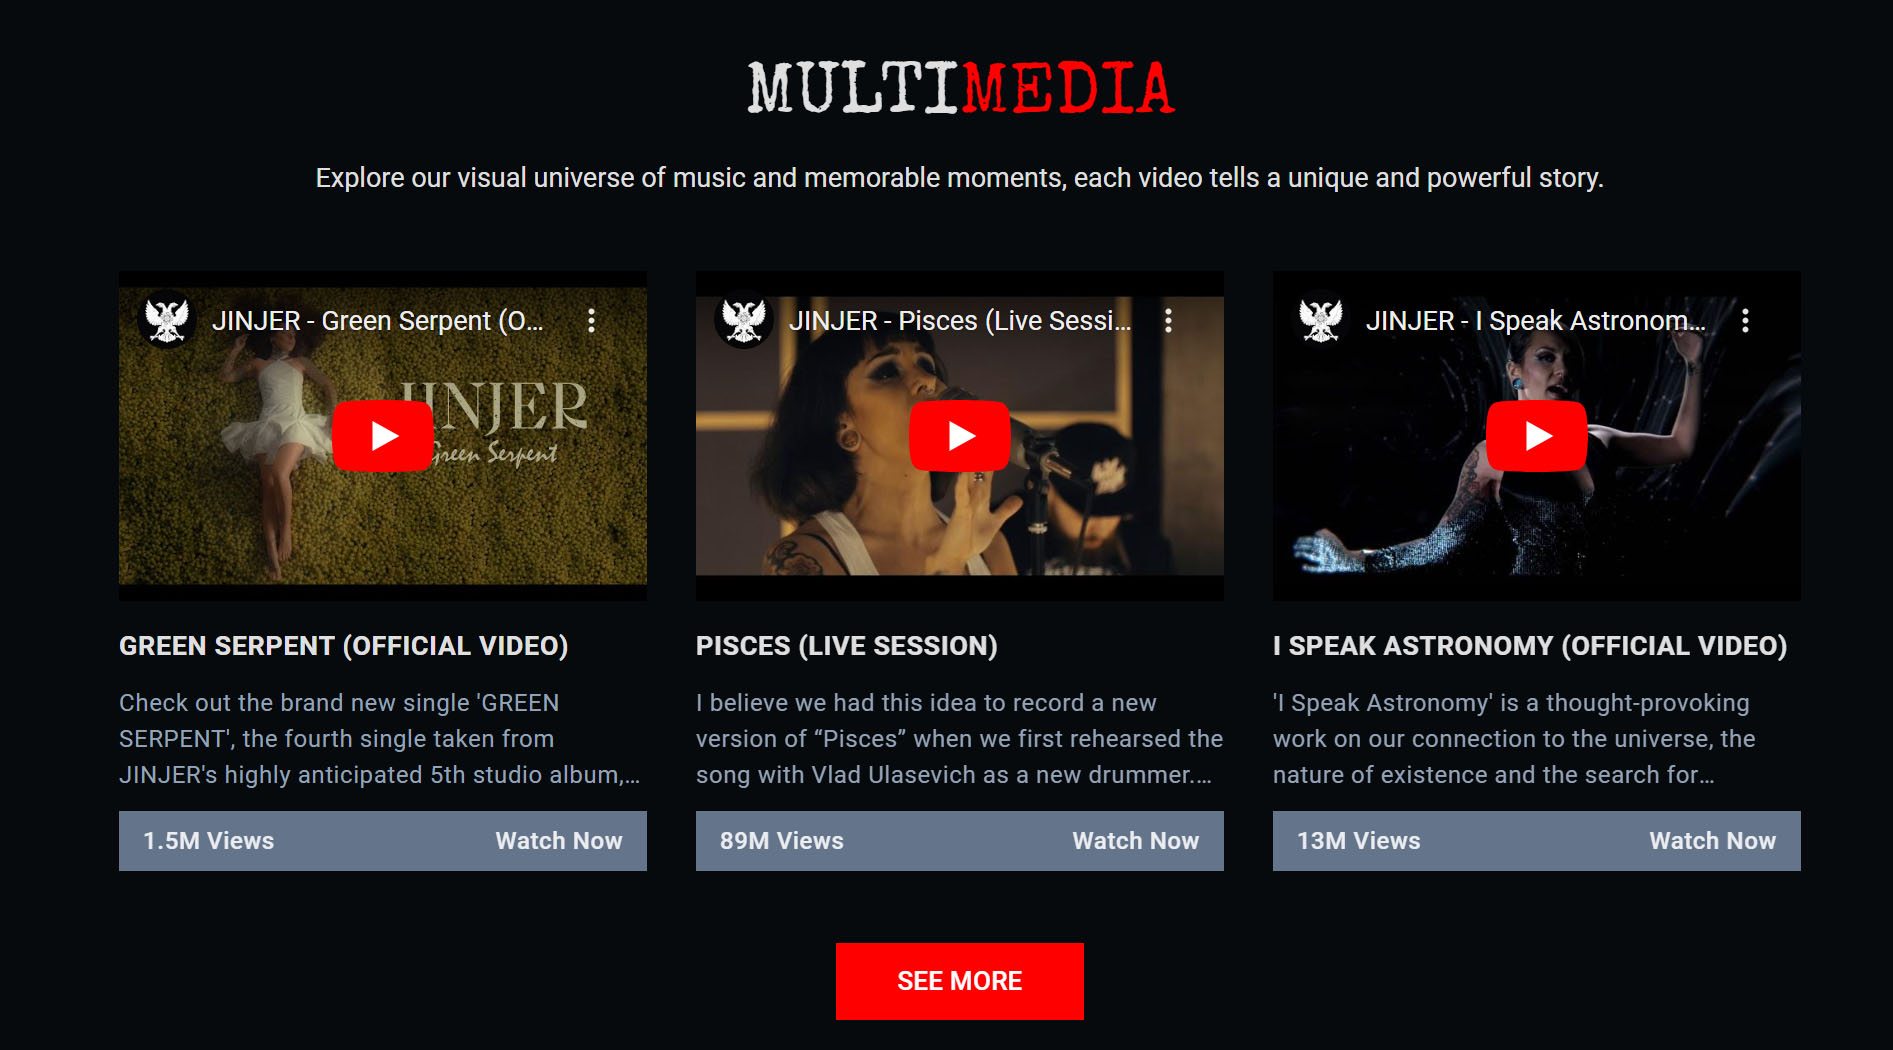 MULTIMEDIA
Explore our visual universe of music and memorable moments, each video tells a unique and powerful story.
JINJER - Green Serpent (O...
JINJER
Green Serpent
GREEN SERPENT (OFFICIAL VIDEO)
Check out the brand new single 'GREEN
SERPENT', the fourth single taken from
JINJER's highly anticipated 5th studio album,...
1.5M Views
Watch Now
JINJER - Pisces (Live Sessi...
PISCES (LIVE SESSION)
I believe we had this idea to record a new
version of “Pisces” when we first rehearsed the
song with Vlad Ulasevich as a new drummer....
89M Views
Watch Now
JINJER - I Speak Astronom...
I SPEAK ASTRONOMY (OFFICIAL VIDEO)
'I Speak Astronomy' is a thought-provoking
work on our connection to the universe, the
nature of existence and the search for...
13M Views
Watch Now
SEE MORE